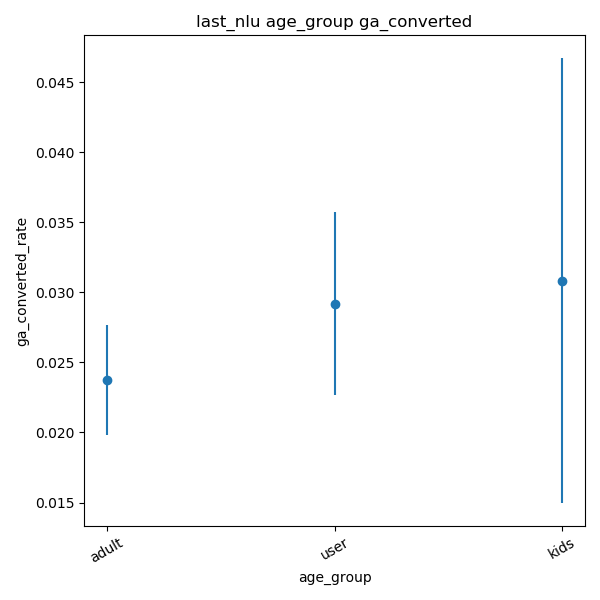 last_nlu age_group ga_converted
0.045
0.040
0.035
0.030
0.025
0.020
0.015
ga_converted_rate
adult
user
kids
age_group